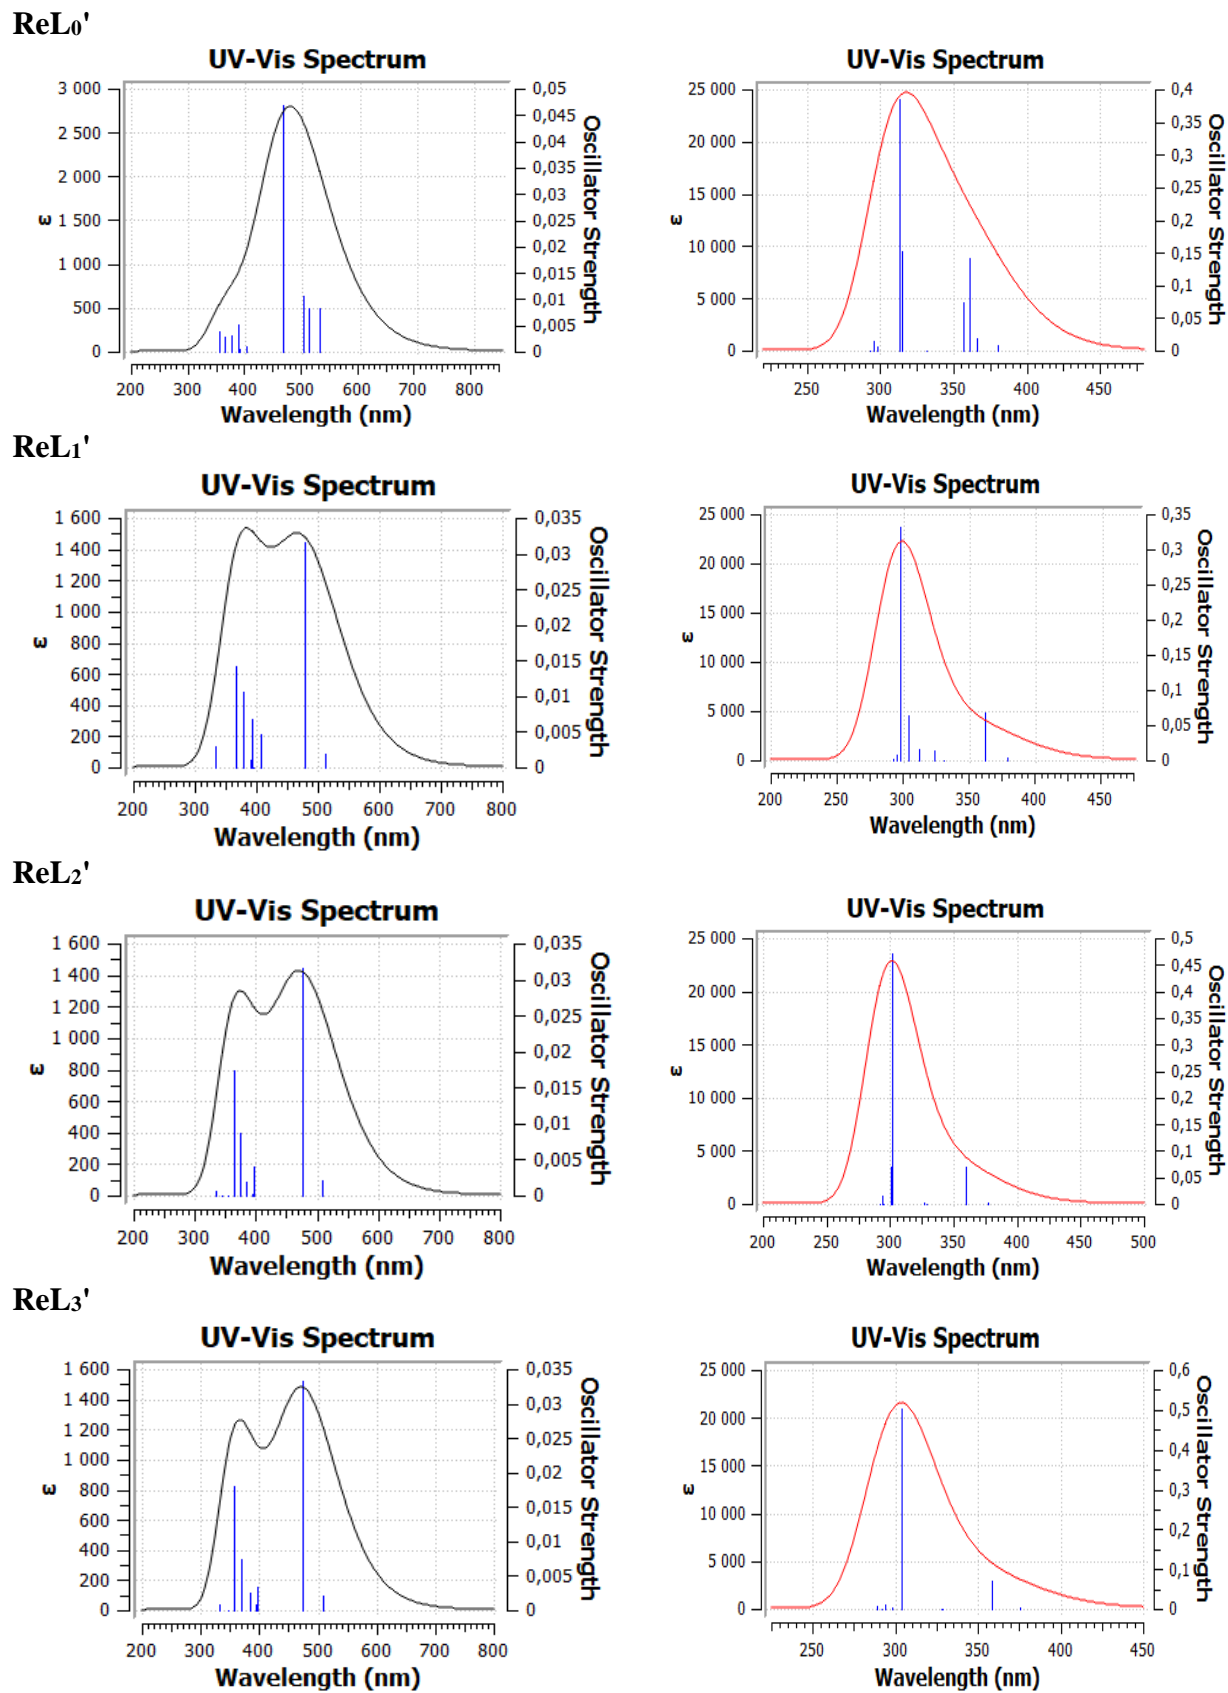 ReL₀'
UV-Vis Spectrum
3 000
2 500
2 000
1 500
1 000
500
0
ε
0,05
0,045
0,04
0,035
0,03
0,025
0,02
0,015
0,01
0,005
0
Oscillator Strength
200 300 400 500 600 700 800
Wavelength (nm)
UV-Vis Spectrum
25 000
20 000
15 000
10 000
5 000
0
ε
0,4
0,35
0,3
0,25
0,2
0,15
0,1
0,05
0
Oscillator Strength
250 300 350 400 450
Wavelength (nm)
ReL₁'
UV-Vis Spectrum
1 600
1 400
1 200
1 000
800
600
400
200
0
ε
0,035
0,03
0,025
0,02
0,015
0,01
0,005
0
Oscillator Strength
200 300 400 500 600 700 800
Wavelength (nm)
UV-Vis Spectrum
25 000
20 000
15 000
10 000
5 000
0
ε
0,35
0,3
0,25
0,2
0,15
0,1
0,05
0
Oscillator Strength
200 250 300 350 400 450
Wavelength (nm)
ReL₂'
UV-Vis Spectrum
1 600
1 400
1 200
1 000
800
600
400
200
0
ε
0,035
0,03
0,025
0,02
0,015
0,01
0,005
0
Oscillator Strength
200 300 400 500 600 700 800
Wavelength (nm)
UV-Vis Spectrum
25 000
20 000
15 000
10 000
5 000
0
ε
0,5
0,45
0,4
0,35
0,3
0,25
0,2
0,15
0,1
0,05
0
Oscillator Strength
200 250 300 350 400 450 500
Wavelength (nm)
ReL₃'
UV-Vis Spectrum
1 600
1 400
1 200
1 000
800
600
400
200
0
ε
0,035
0,03
0,025
0,02
0,015
0,01
0,005
0
Oscillator Strength
200 300 400 500 600 700 800
Wavelength (nm)
UV-Vis Spectrum
25 000
20 000
15 000
10 000
5 000
0
ε
0,6
0,5
0,4
0,3
0,2
0,1
0
Oscillator Strength
250 300 350 400 450
Wavelength (nm)